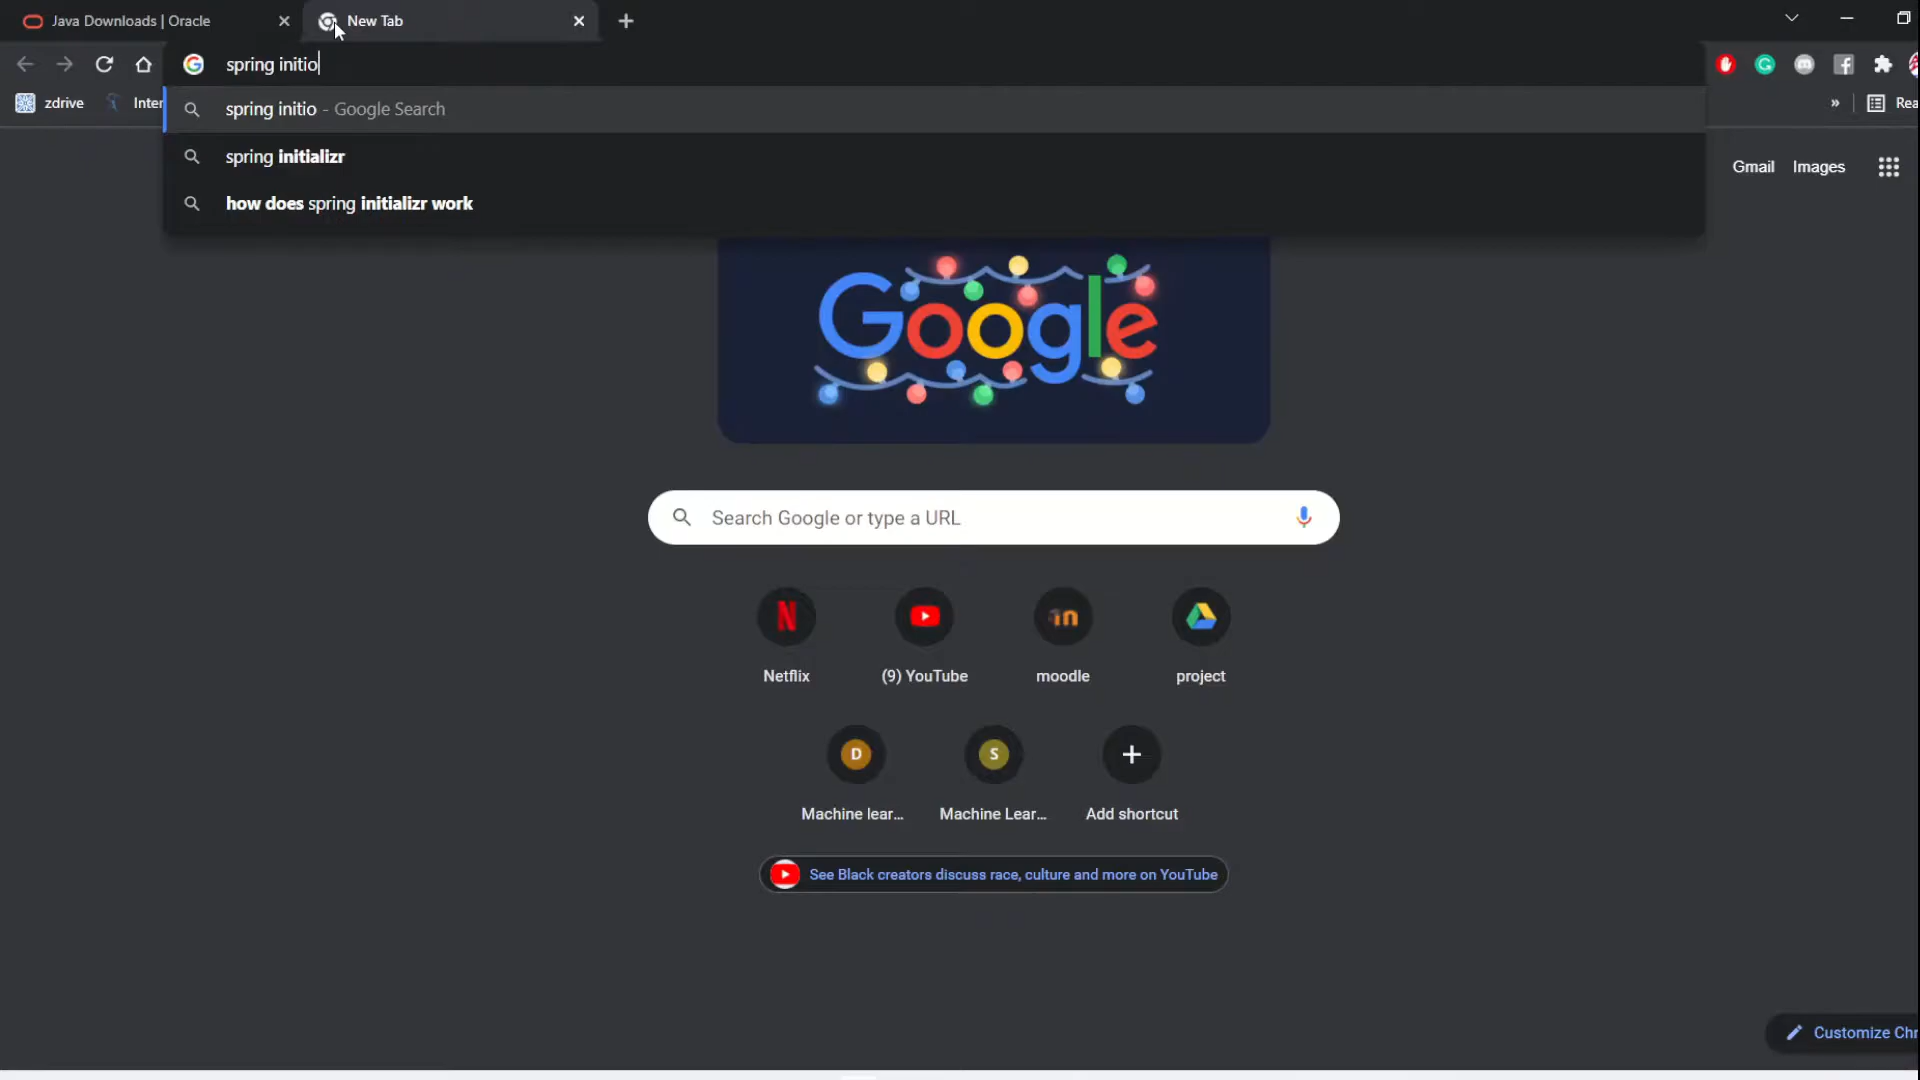 Java Downloads | Oracle
New Tab
spring initio
zdrive
Inter
spring initio - Google Search
Rea
spring initializr
Gmail Images
how does spring initializr work
Google
Search Google or type a URL
Netflix
(9) YouTube
moodle
project
D
S
Machine lear...
Machine Lear...
Add shortcut
See Black creators discuss race, culture and more on YouTube
Customize Chr